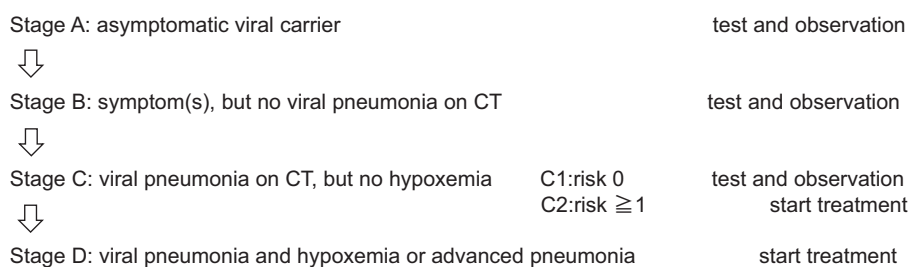 Stage A: asymptomatic viral carrier test and observation
Stage B: symptom(s), but no viral pneumonia on CT test and observation
Stage C: viral pneumonia on CT, but no hypoxemia C1:risk 0 test and observation
C2:risk ≧1 start treatment
Stage D: viral pneumonia and hypoxemia or advanced pneumonia start treatment